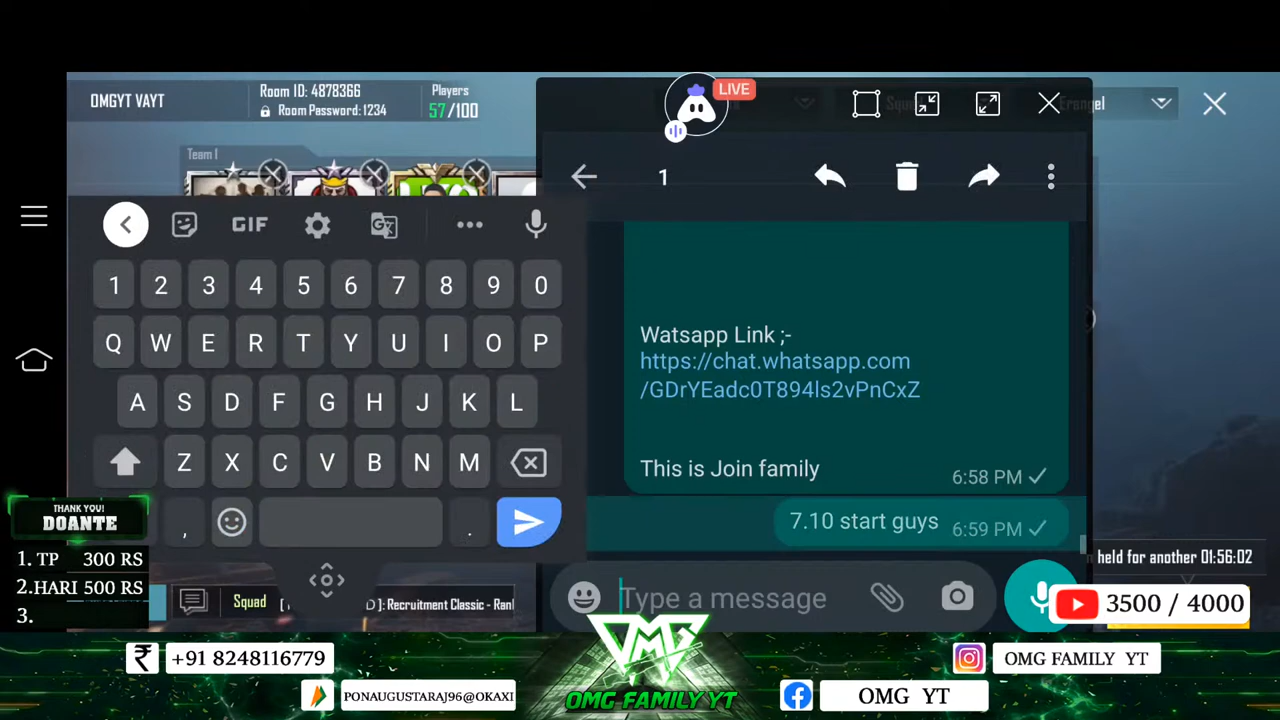 OMGYT VAYT
Room ID: 4878366
Room Password: 1234
Players
57/100
LIVE
Team 1
1
GIF
1 2 3 4 5 6 7 8 9 0
Q W E R T Y U I O P
A S D F G H J K L
Z X C V B N M
, .
Watsapp Link ;-
https://chat.whatsapp.com
/GDrYEadc0T894ls2vPnCxZ
This is Join family
6:58 PM
7.10 start guys
6:59 PM
Type a message
n held for another 01:56:02
THANK YOU!
DOANTE
1. TP 300 RS
2.HARI 500 RS
3.
Squad
]: Recruitment Classic - Ran
3500 / 4000
₹ +91 8248116779
PONAUGUSTARAJ96@OKAXI
OMG
OMG FAMILY YT
OMG FAMILY YT
OMG YT